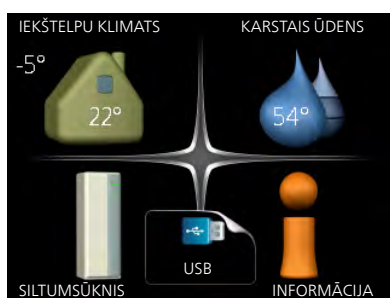 IEKŠTELPU KLIMATS
KARSTAIS ŪDENS
-5°
22°
54°
USB
SILTUMSŪKNIS
INFORMĀCIJA